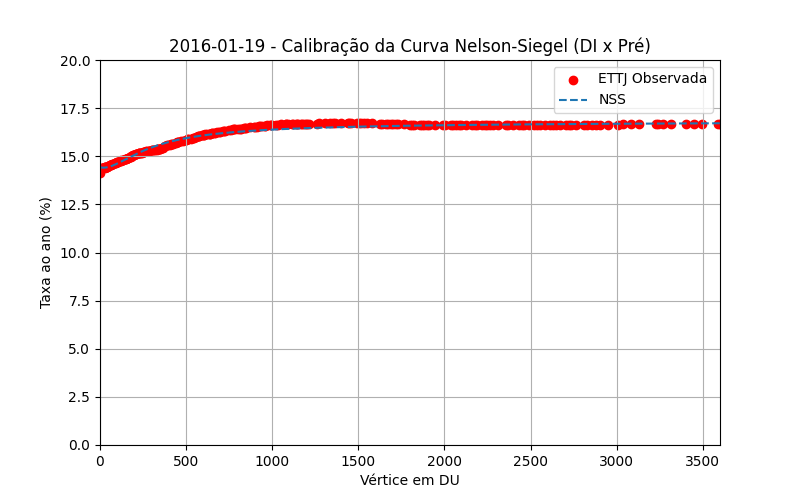 2016-01-19 - Calibração da Curva Nelson-Siegel (DI x Pré)
ETTJ Observada
NSS
Taxa ao ano (%)
20.0
17.5
15.0
12.5
10.0
7.5
5.0
2.5
0.0
0 500 1000 1500 2000 2500 3000 3500
Vértice em DU